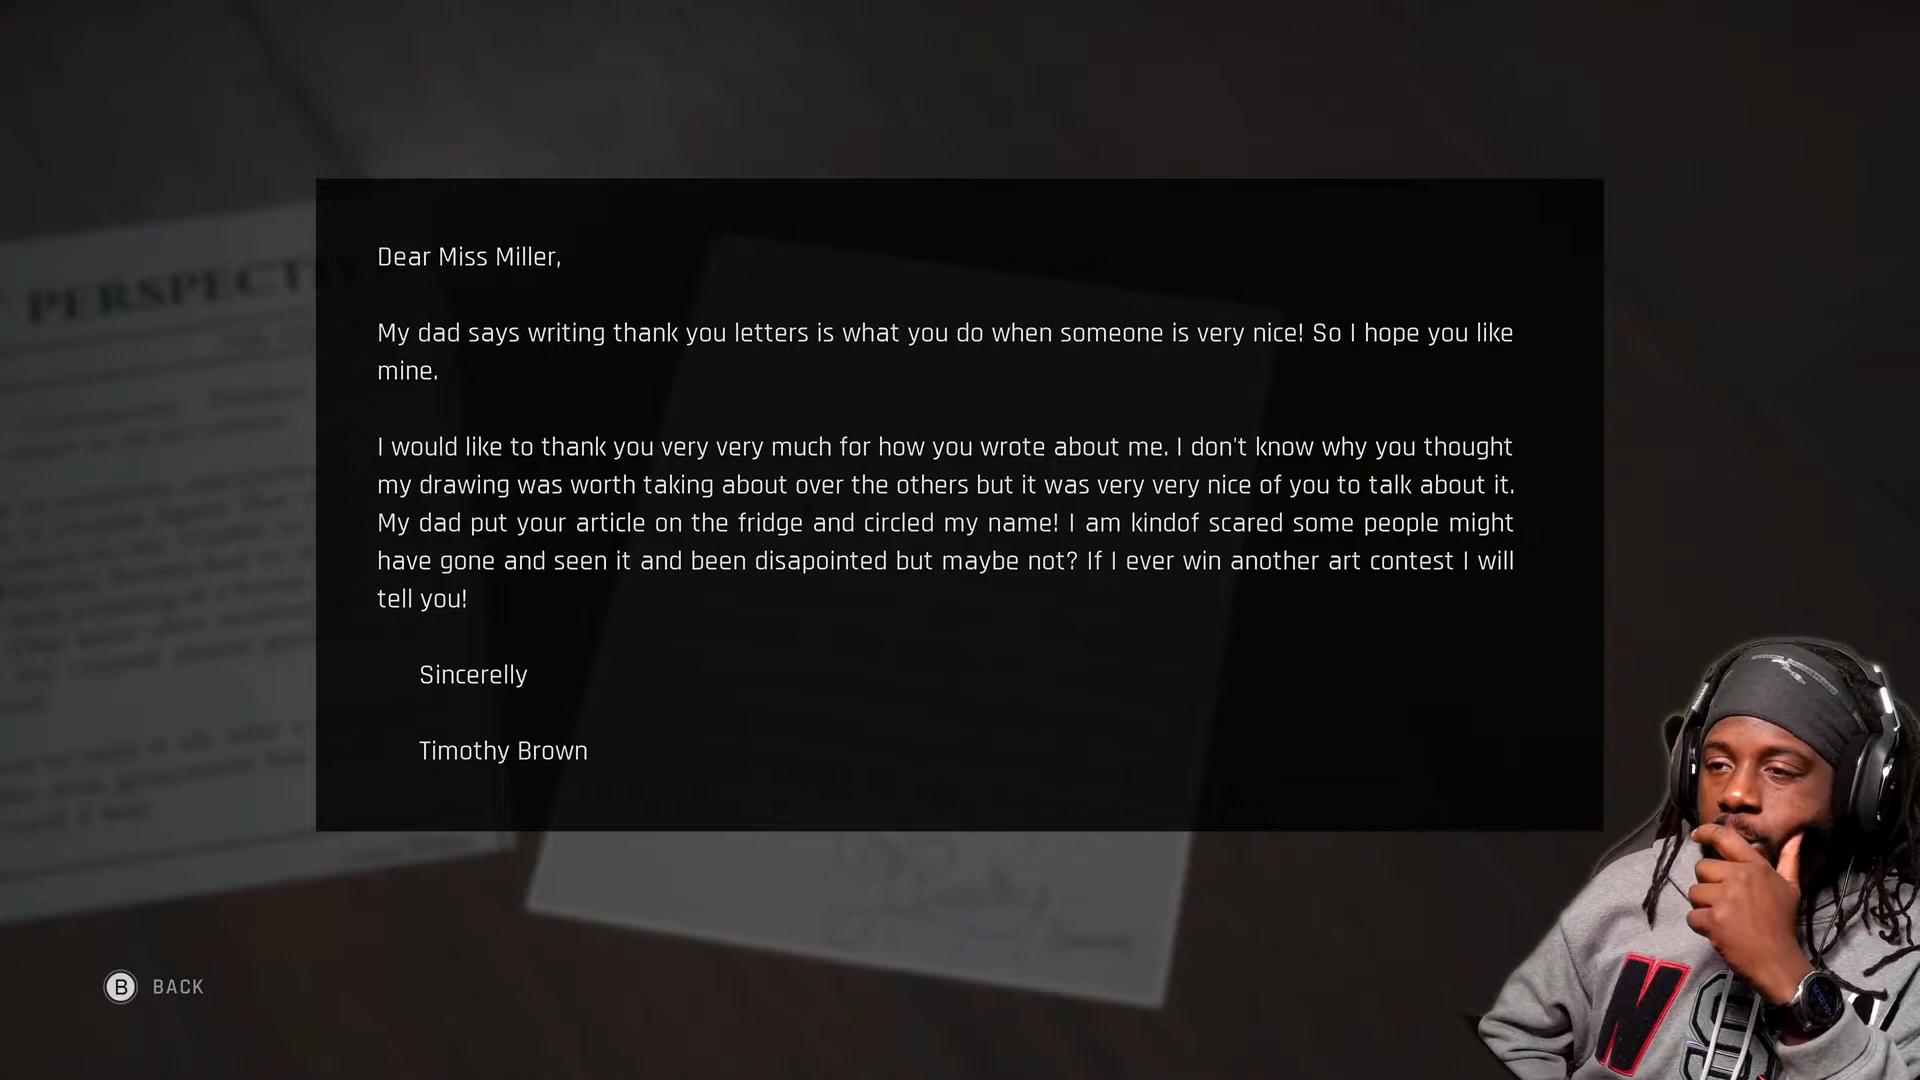 PERSPECTIV
Dear Miss Miller,
My dad says writing thank you letters is what you do when someone is very nice! So I hope you like
mine.
I would like to thank you very very much for how you wrote about me. I don't know why you thought
my drawing was worth taking about over the others but it was very very nice of you to talk about it.
My dad put your article on the fridge and circled my name! I am kindof scared some people might
have gone and seen it and been disapointed but maybe not? If I ever win another art contest I will
tell you!
Sincerelly
Timothy Brown
B BACK